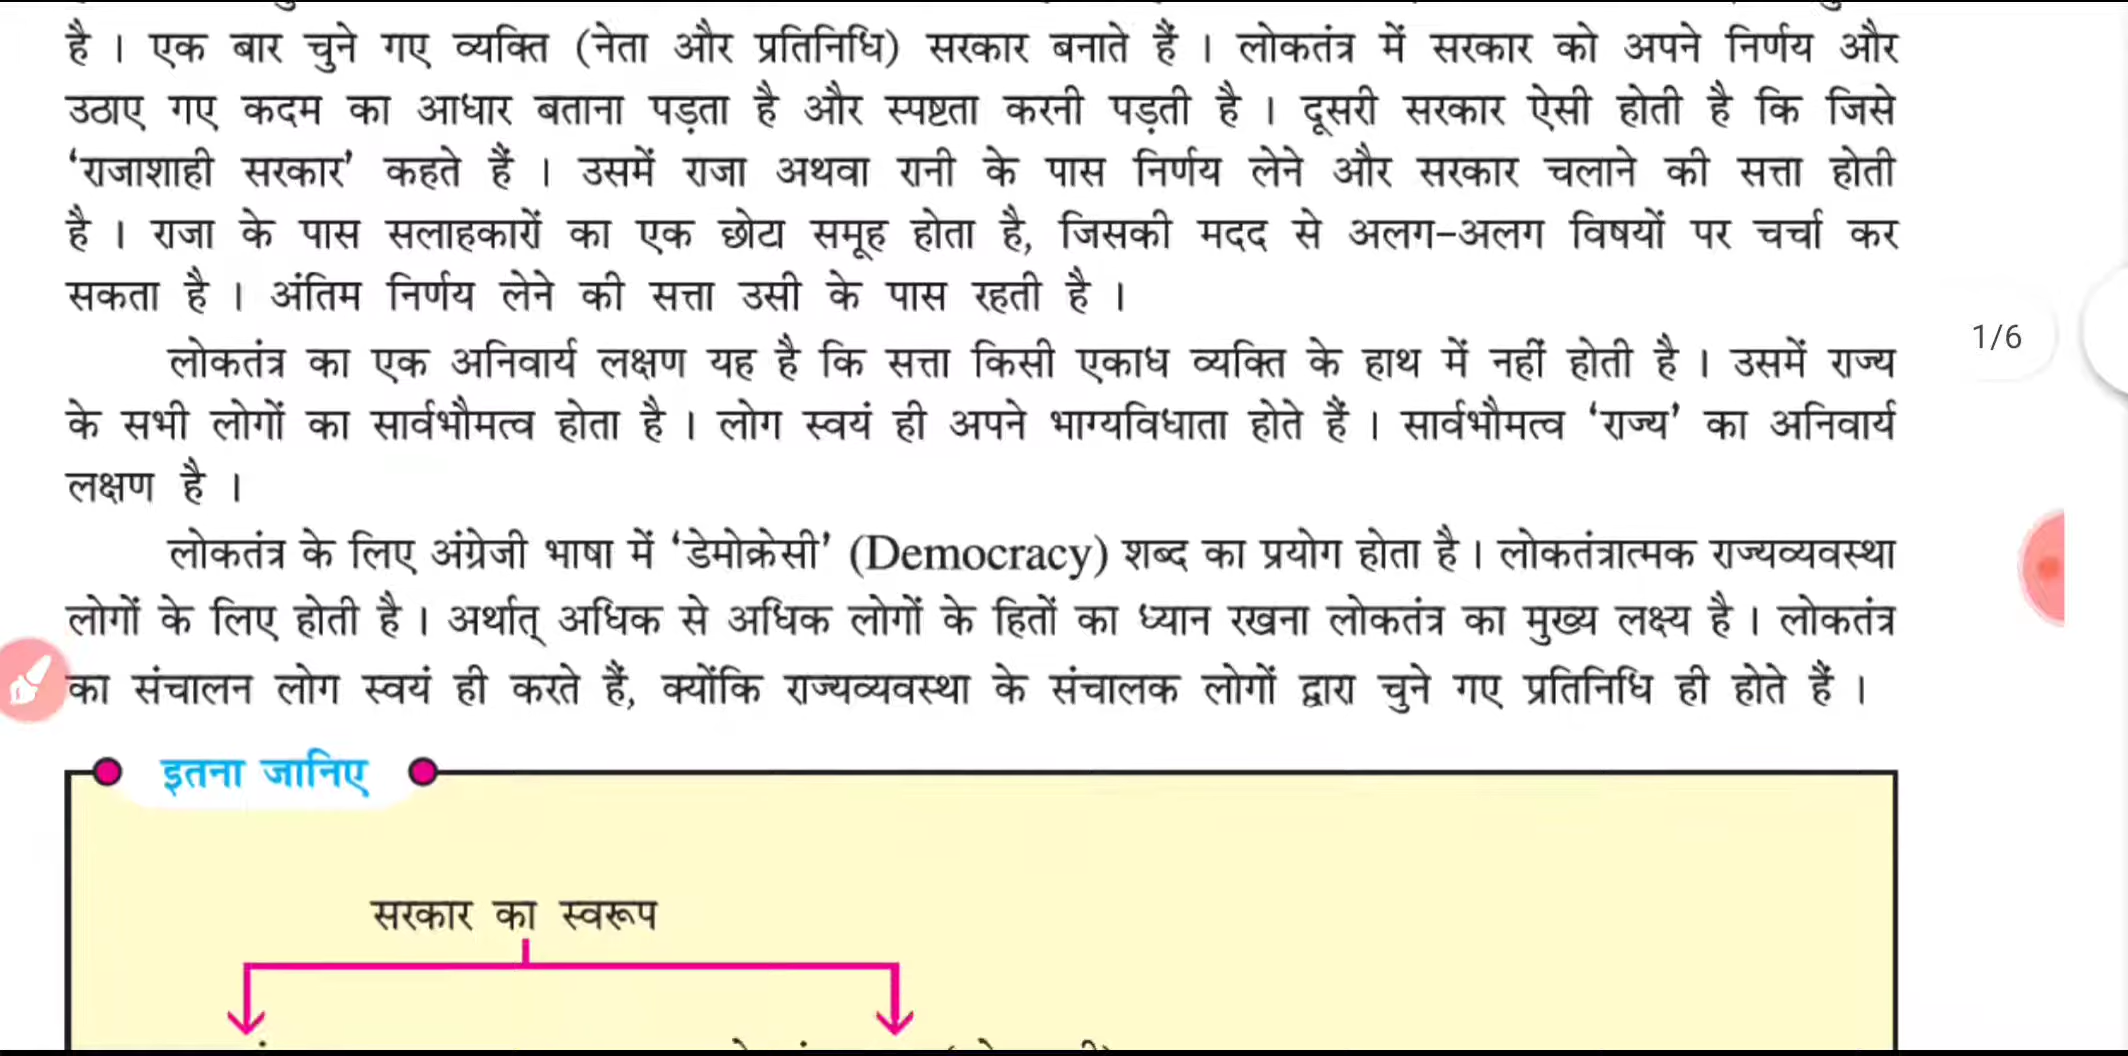 है । एक बार चुने गए व्यक्ति (नेता और प्रतिनिधि) सरकार बनाते हैं । लोकतंत्र में सरकार को अपने निर्णय और
उठाए गए कदम का आधार बताना पड़ता है और स्पष्टता करनी पड़ती है । दूसरी सरकार ऐसी होती है कि जिसे
‘राजाशाही सरकार’ कहते हैं । उसमें राजा अथवा रानी के पास निर्णय लेने और सरकार चलाने की सत्ता होती
है । राजा के पास सलाहकारों का एक छोटा समूह होता है, जिसकी मदद से अलग-अलग विषयों पर चर्चा कर
सकता है । अंतिम निर्णय लेने की सत्ता उसी के पास रहती है ।
1/6
लोकतंत्र का एक अनिवार्य लक्षण यह है कि सत्ता किसी एकाध व्यक्ति के हाथ में नहीं होती है । उसमें राज्य
के सभी लोगों का सार्वभौमत्व होता है । लोग स्वयं ही अपने भाग्यविधाता होते हैं । सार्वभौमत्व ‘राज्य’ का अनिवार्य
लक्षण है ।
लोकतंत्र के लिए अंग्रेजी भाषा में ‘डेमोक्रेसी’ (Democracy) शब्द का प्रयोग होता है । लोकतंत्रात्मक राज्यव्यवस्था
लोगों के लिए होती है । अर्थात् अधिक से अधिक लोगों के हितों का ध्यान रखना लोकतंत्र का मुख्य लक्ष्य है । लोकतंत्र
का संचालन लोग स्वयं ही करते हैं, क्योंकि राज्यव्यवस्था के संचालक लोगों द्वारा चुने गए प्रतिनिधि ही होते हैं ।
इतना जानिए
सरकार का स्वरूप